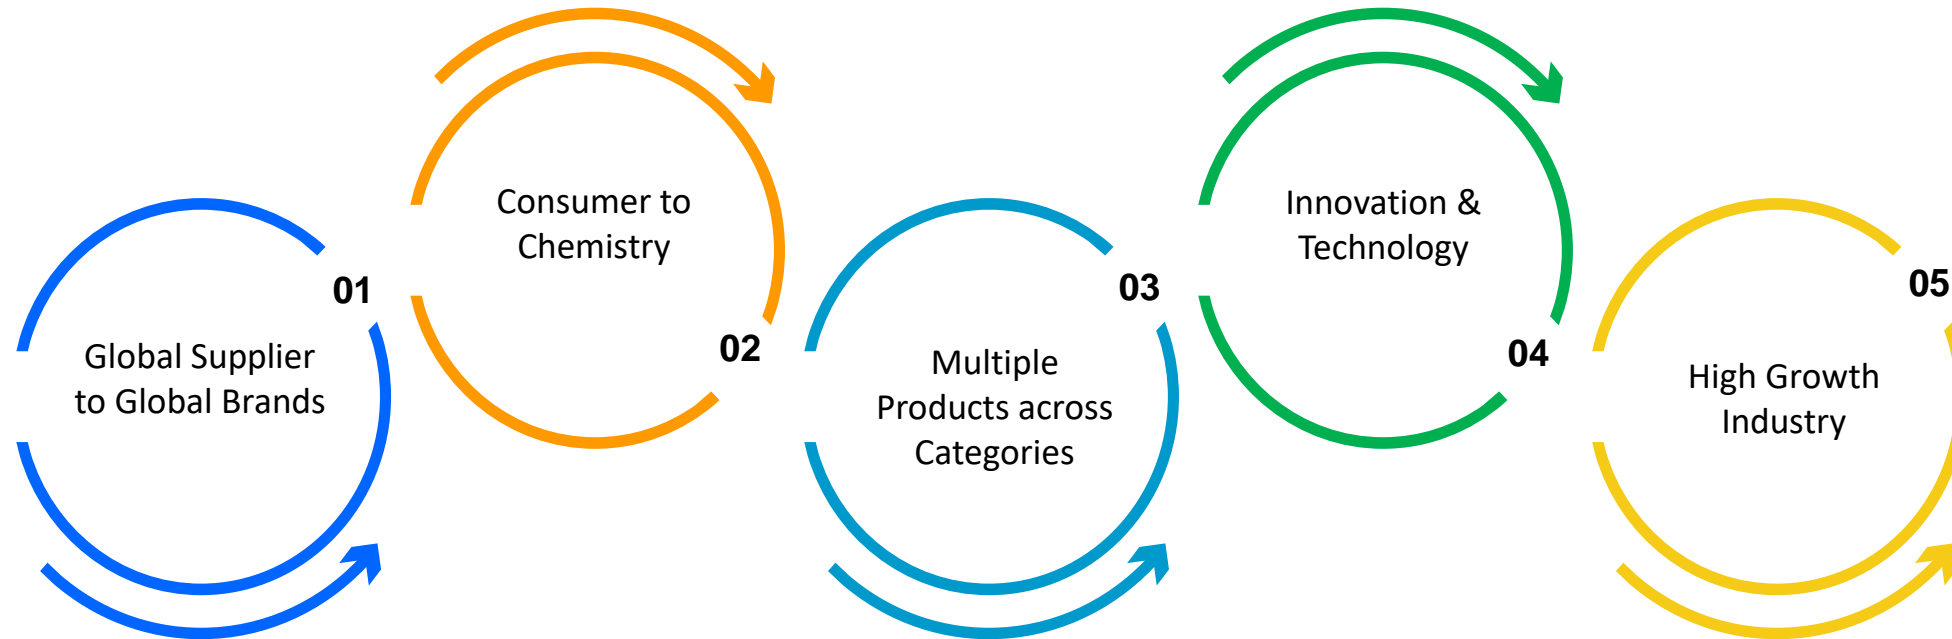 01
Global Supplier
to Global Brands
Consumer to
Chemistry
02
03
Multiple
Products across
Categories
Innovation &
Technology
04
05
High Growth
Industry